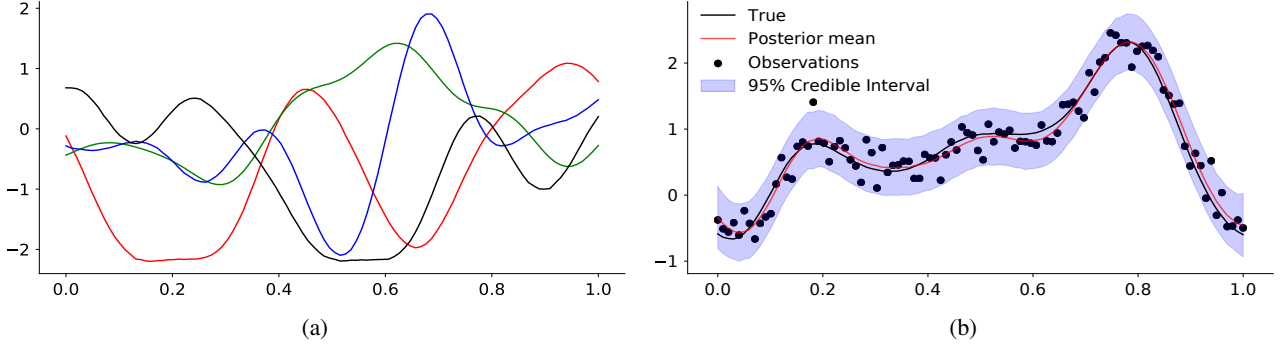 2
1
0
−1
−2
0.0 0.2 0.4 0.6 0.8 1.0
(a)
True
Posterior mean
Observations
95% Credible Interval
2
1
0
−1
0.0 0.2 0.4 0.6 0.8 1.0
(b)